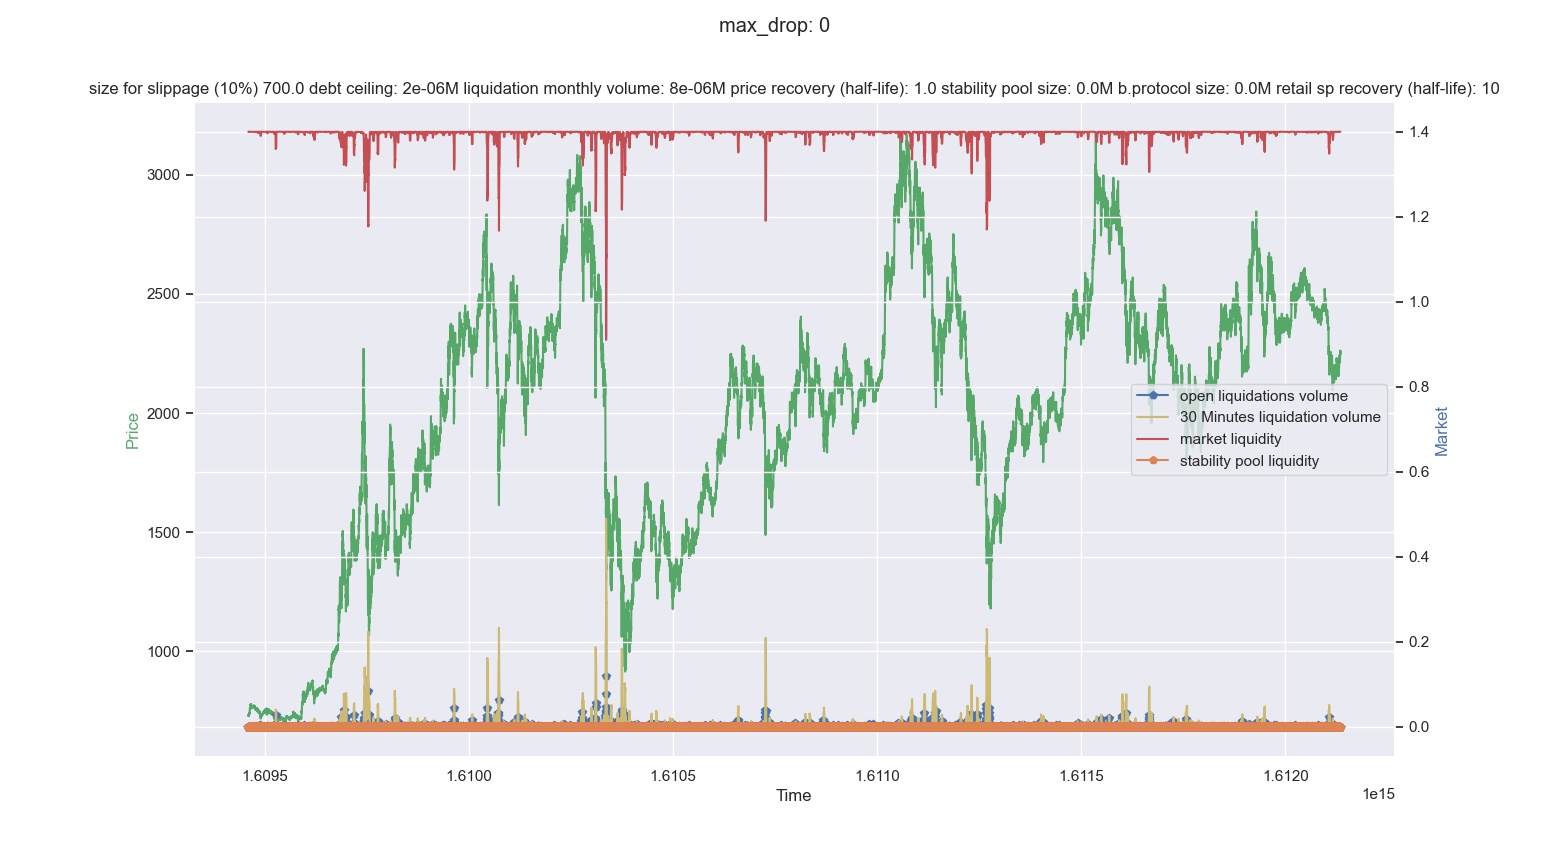 max_drop: 0
size for slippage (10%) 700.0 debt ceiling: 2e-06M liquidation monthly volume: 8e-06M price recovery (half-life): 1.0 stability pool size: 0.0M b.protocol size: 0.0M retail sp recovery (half-life): 10
3000
2500
2000
1500
1000
Price
1.4
1.2
1.0
0.8
0.6
0.4
0.2
0.0
Market
open liquidations volume
30 Minutes liquidation volume
market liquidity
stability pool liquidity
1.6095 1.6100 1.6105 1.6110 1.6115 1.6120
Time
1e15